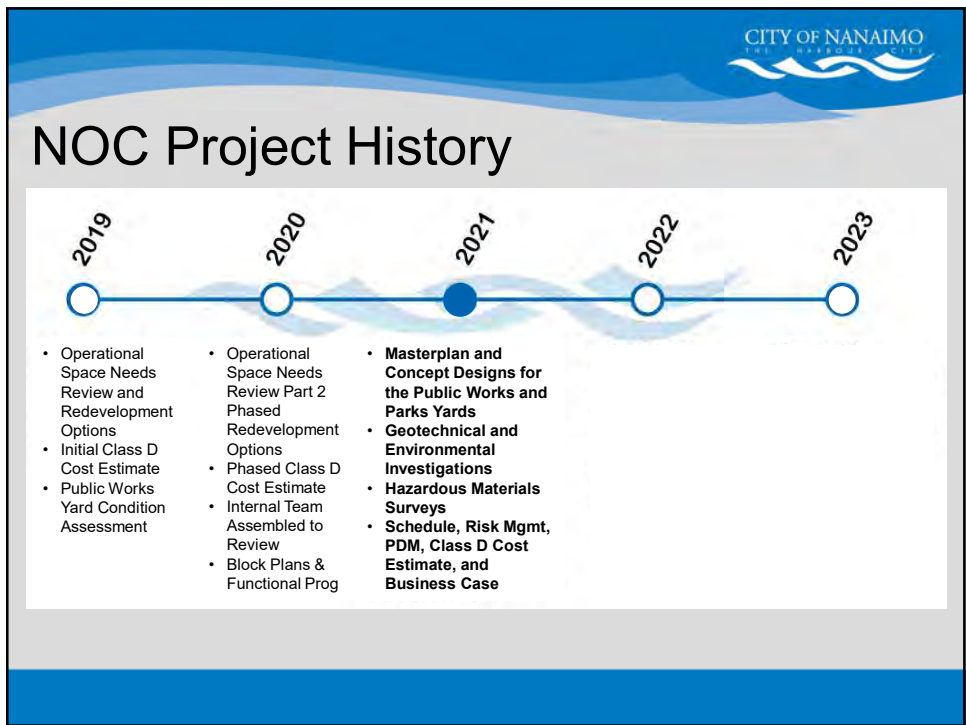 CITY OF NANAIMO
THE HARBOUR CITY
NOC Project History
2019
2020
2021
2022
2023
• Operational
Space Needs
Review and
Redevelopment
Options
• Initial Class D
Cost Estimate
• Public Works
Yard Condition
Assessment
• Operational
Space Needs
Review Part 2
Phased
Redevelopment
Options
• Phased Class D
Cost Estimate
• Internal Team
Assembled to
Review
• Block Plans &
Functional Prog
• Masterplan and
Concept Designs for
the Public Works and
Parks Yards
• Geotechnical and
Environmental
Investigations
• Hazardous Materials
Surveys
• Schedule, Risk Mgmt,
PDM, Class D Cost
Estimate, and
Business Case